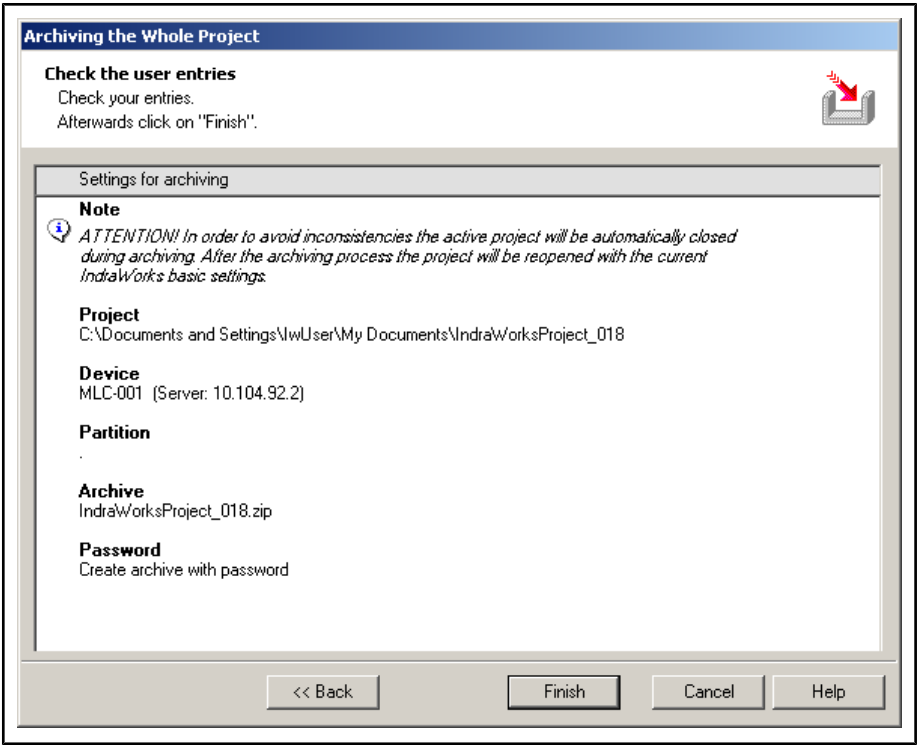 Archiving the Whole Project
Check the user entries
Check your entries.
Afterwards click on "Finish".
Settings for archiving
Note
ATTENTION! In order to avoid inconsistencies the active project will be automatically closed
during archiving. After the archiving process the project will be reopened with the current
IndraWorks basic settings.
Project
C:\Documents and Settings\IwUser\My Documents\IndraWorksProject_018
Device
MLC-001 (Server: 10.104.92.2)
Partition
.
Archive
IndraWorksProject_018.zip
Password
Create archive with password
<< Back
Finish
Cancel
Help